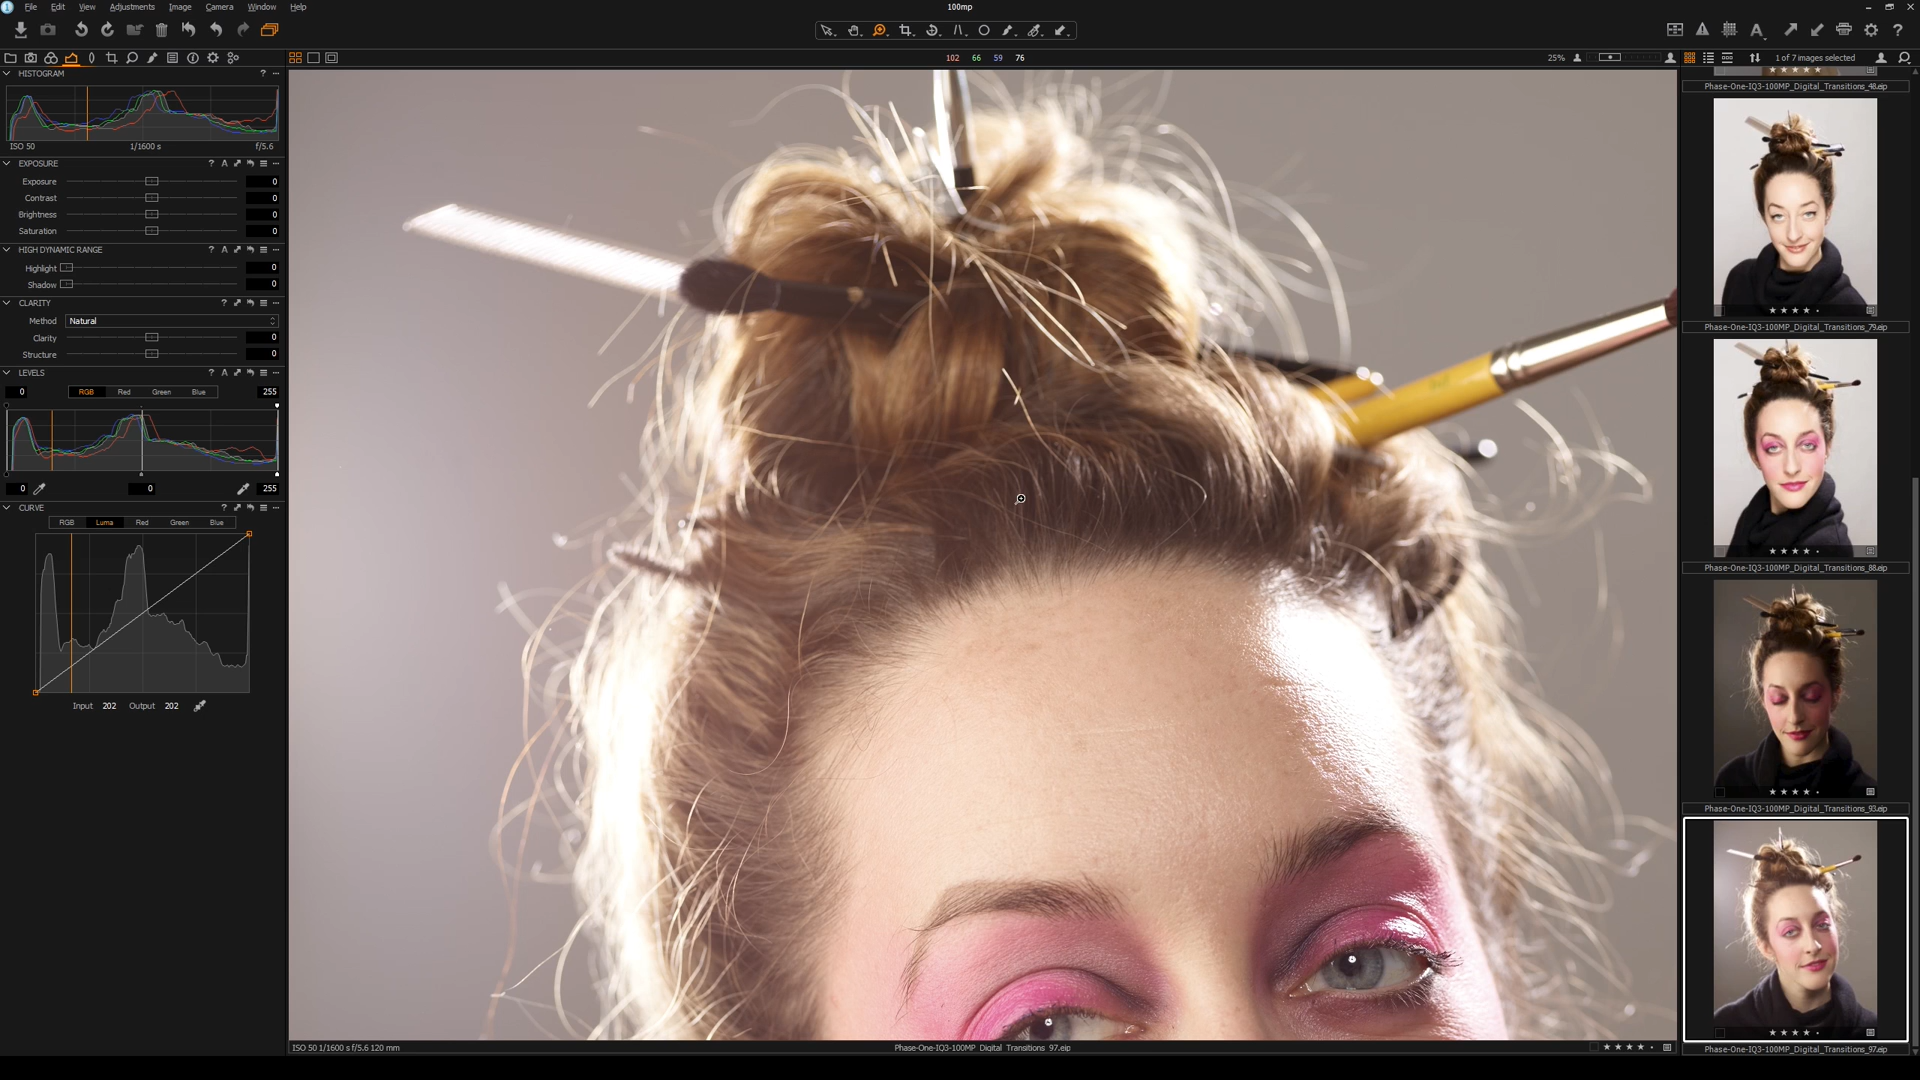 File Edit View Adjustments Image Camera Window Help
100mp
102 66 59 76
25%
1 of 7 images selected
HISTOGRAM
ISO 50 1/1600 s f/5.6
EXPOSURE
Exposure 0
Contrast 0
Brightness 0
Saturation 0
HIGH DYNAMIC RANGE
Highlight 0
Shadow 0
CLARITY
Method Natural
Clarity 0
Structure 0
LEVELS
0 RGB Red Green Blue 255
0 0 255
CURVE
RGB Luma Red Green Blue
Input 202 Output 202
ISO 50 1/1600 s f/5.6 120 mm
Phase-One-IQ3-100MP_Digital_Transitions_97.eip
Phase-One-IQ3-100MP_Digital_Transitions_48.eip
Phase-One-IQ3-100MP_Digital_Transitions_79.eip
Phase-One-IQ3-100MP_Digital_Transitions_88.eip
Phase-One-IQ3-100MP_Digital_Transitions_93.eip
Phase-One-IQ3-100MP_Digital_Transitions_97.eip